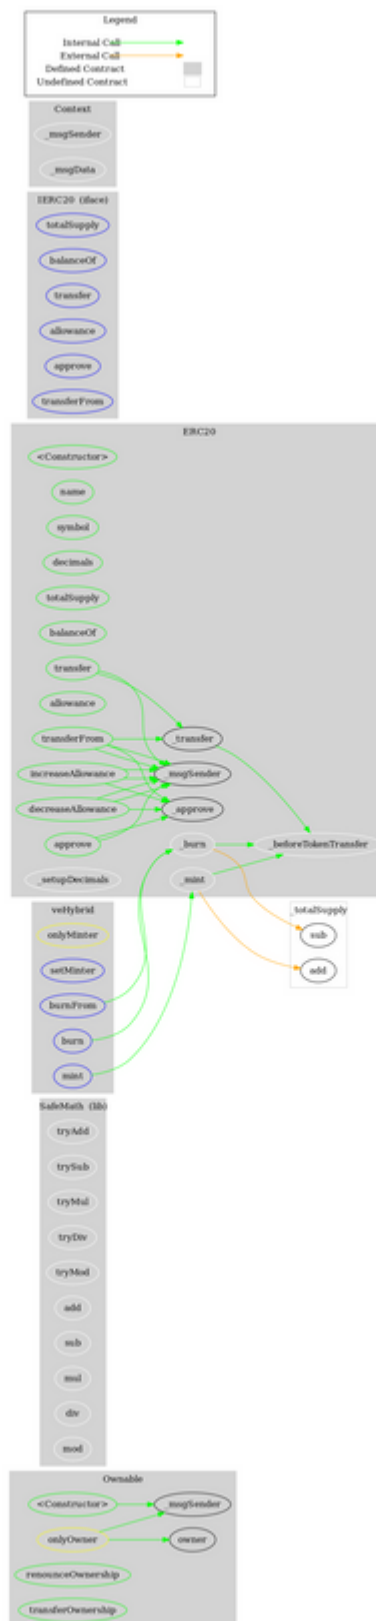 Legend
Internal Call
External Call
Defined Contract
Undefined Contract
Context
_msgSender
_msgData
IERC20 (iface)
totalSupply
balanceOf
transfer
allowance
approve
transferFrom
ERC20
<Constructor>
name
symbol
decimals
totalSupply
balanceOf
transfer
allowance
transferFrom
_transfer
increaseAllowance
_msgSender
decreaseAllowance
_approve
approve
_burn
_beforeTokenTransfer
_setupDecimals
_mint
veHybrid
_totalSupply
onlyMinter
sub
setMinter
add
burnFrom
burn
mint
SafeMath (lib)
tryAdd
trySub
tryMul
tryDiv
tryMod
add
sub
mul
div
mod
Ownable
<Constructor>
_msgSender
onlyOwner
owner
renounceOwnership
transferOwnership